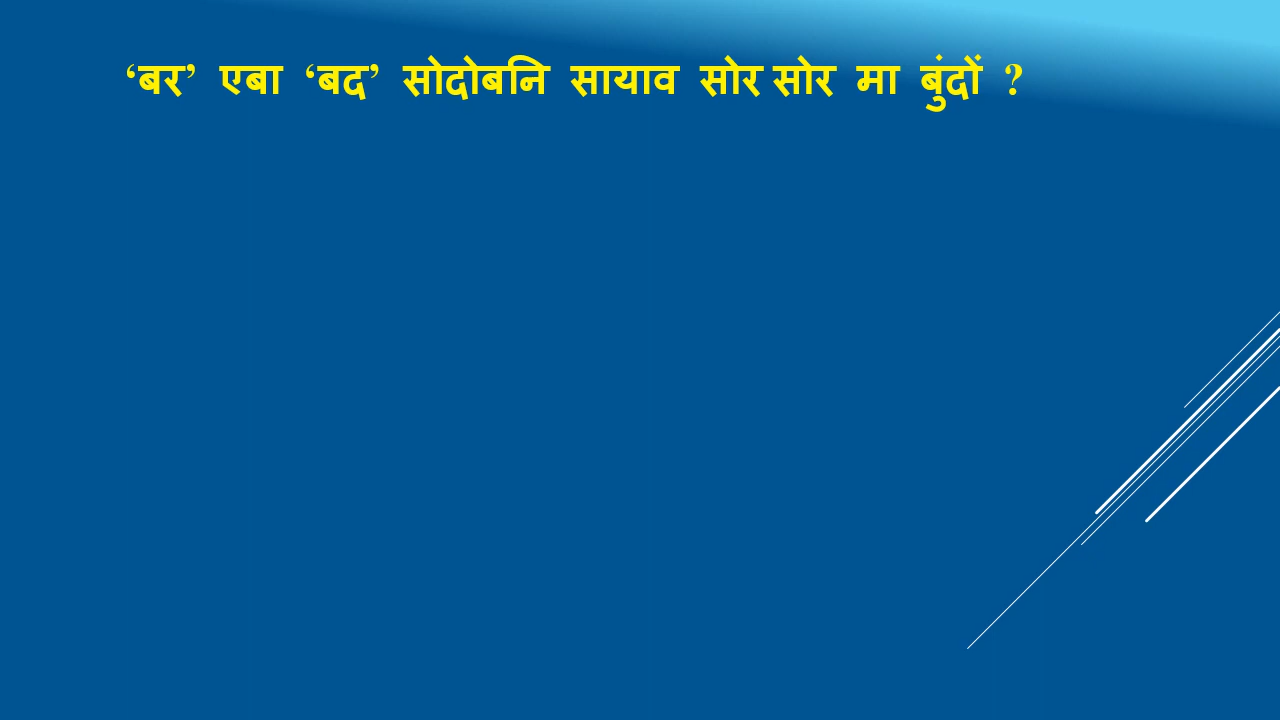 ‘बर’ एबा ‘बद’ सोदोबनि सायाव सोर सोर मा बुंदों ?